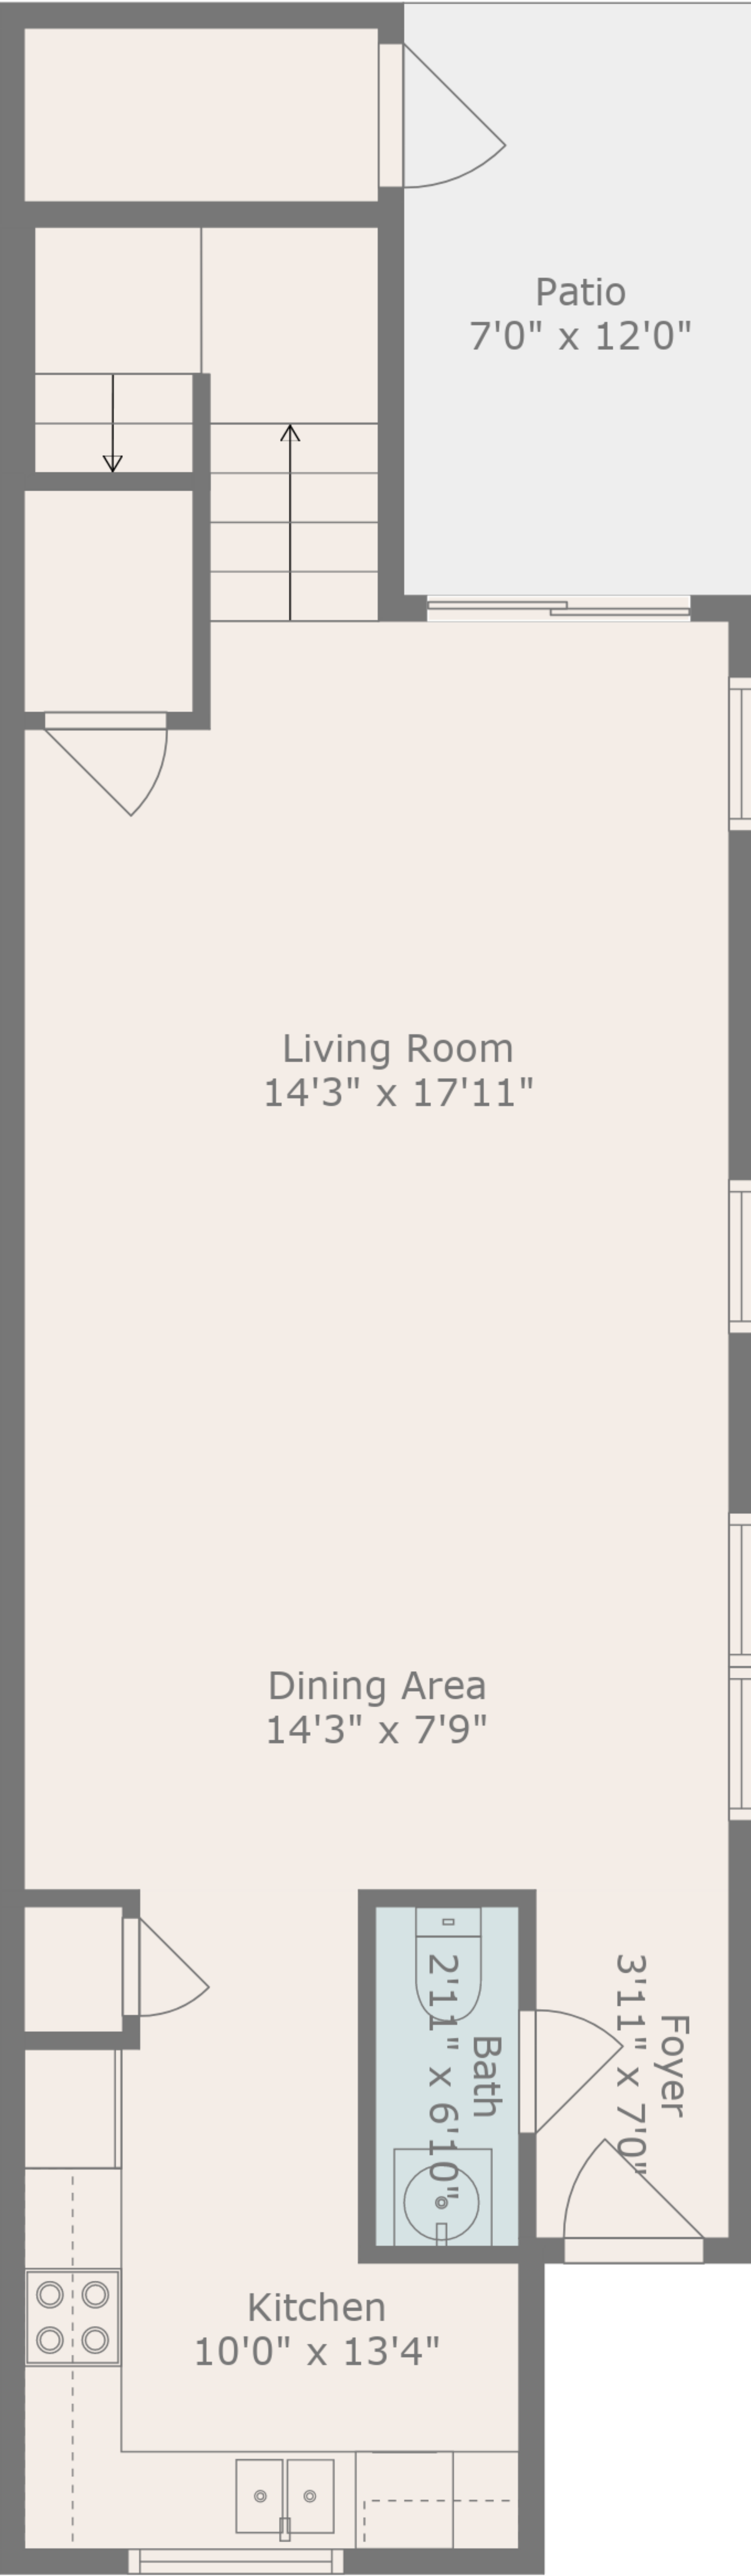 Patio
7'0" x 12'0"
Living Room
14'3" x 17'11"
Dining Area
14'3" x 7'9"
Bath
2'11" x 6'10"
Foyer
3'11" x 7'0"
Kitchen
10'0" x 13'4"